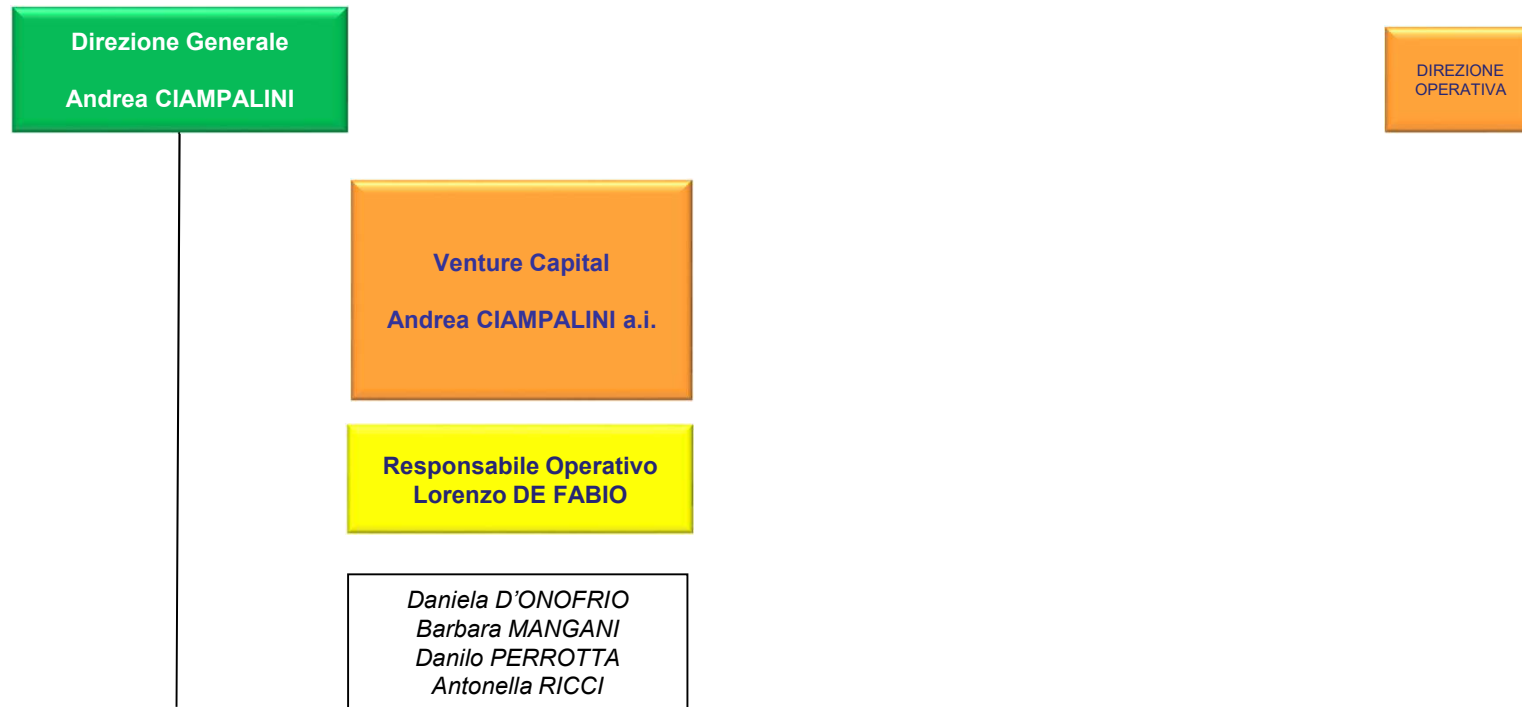 Direzione Generale
Andrea CIAMPALINI
DIREZIONE
OPERATIVA
Venture Capital
Andrea CIAMPALINI a.i.
Responsabile Operativo
Lorenzo DE FABIO
Daniela D’ONOFRIO
Barbara MANGANI
Danilo PERROTTA
Antonella RICCI